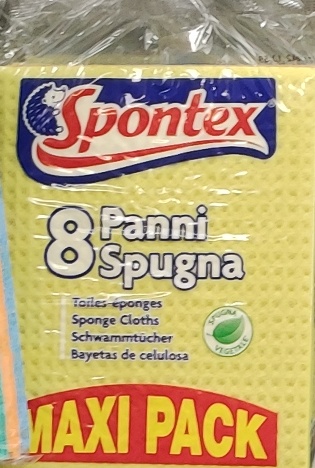 Spontex
8 Panni
Spugna
Toiles éponges
Sponge Cloths
Schwammtücher
Bayetas de celulosa
SPUGNA
VEGETALE
MAXI PACK